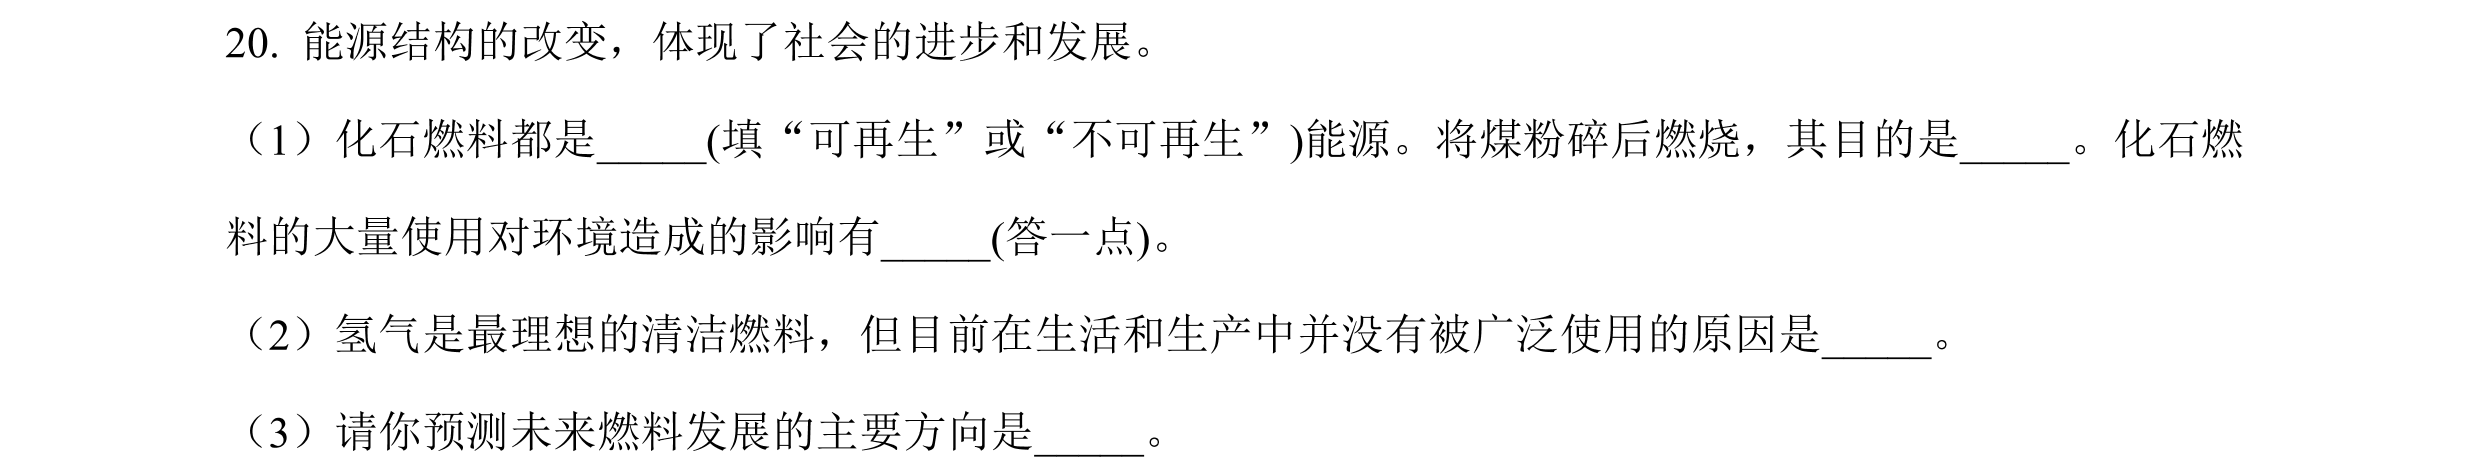 20. 能源结构的改变，体现了社会的进步和发展。
（1）化石燃料都是_____(填“可再生”或“不可再生”)能源。将煤粉碎后燃烧，其目的是_____。化石燃
料的大量使用对环境造成的影响有_____(答一点)。
（2）氢气是最理想的清洁燃料，但目前在生活和生产中并没有被广泛使用的原因是_____。
（3）请你预测未来燃料发展的主要方向是_____。